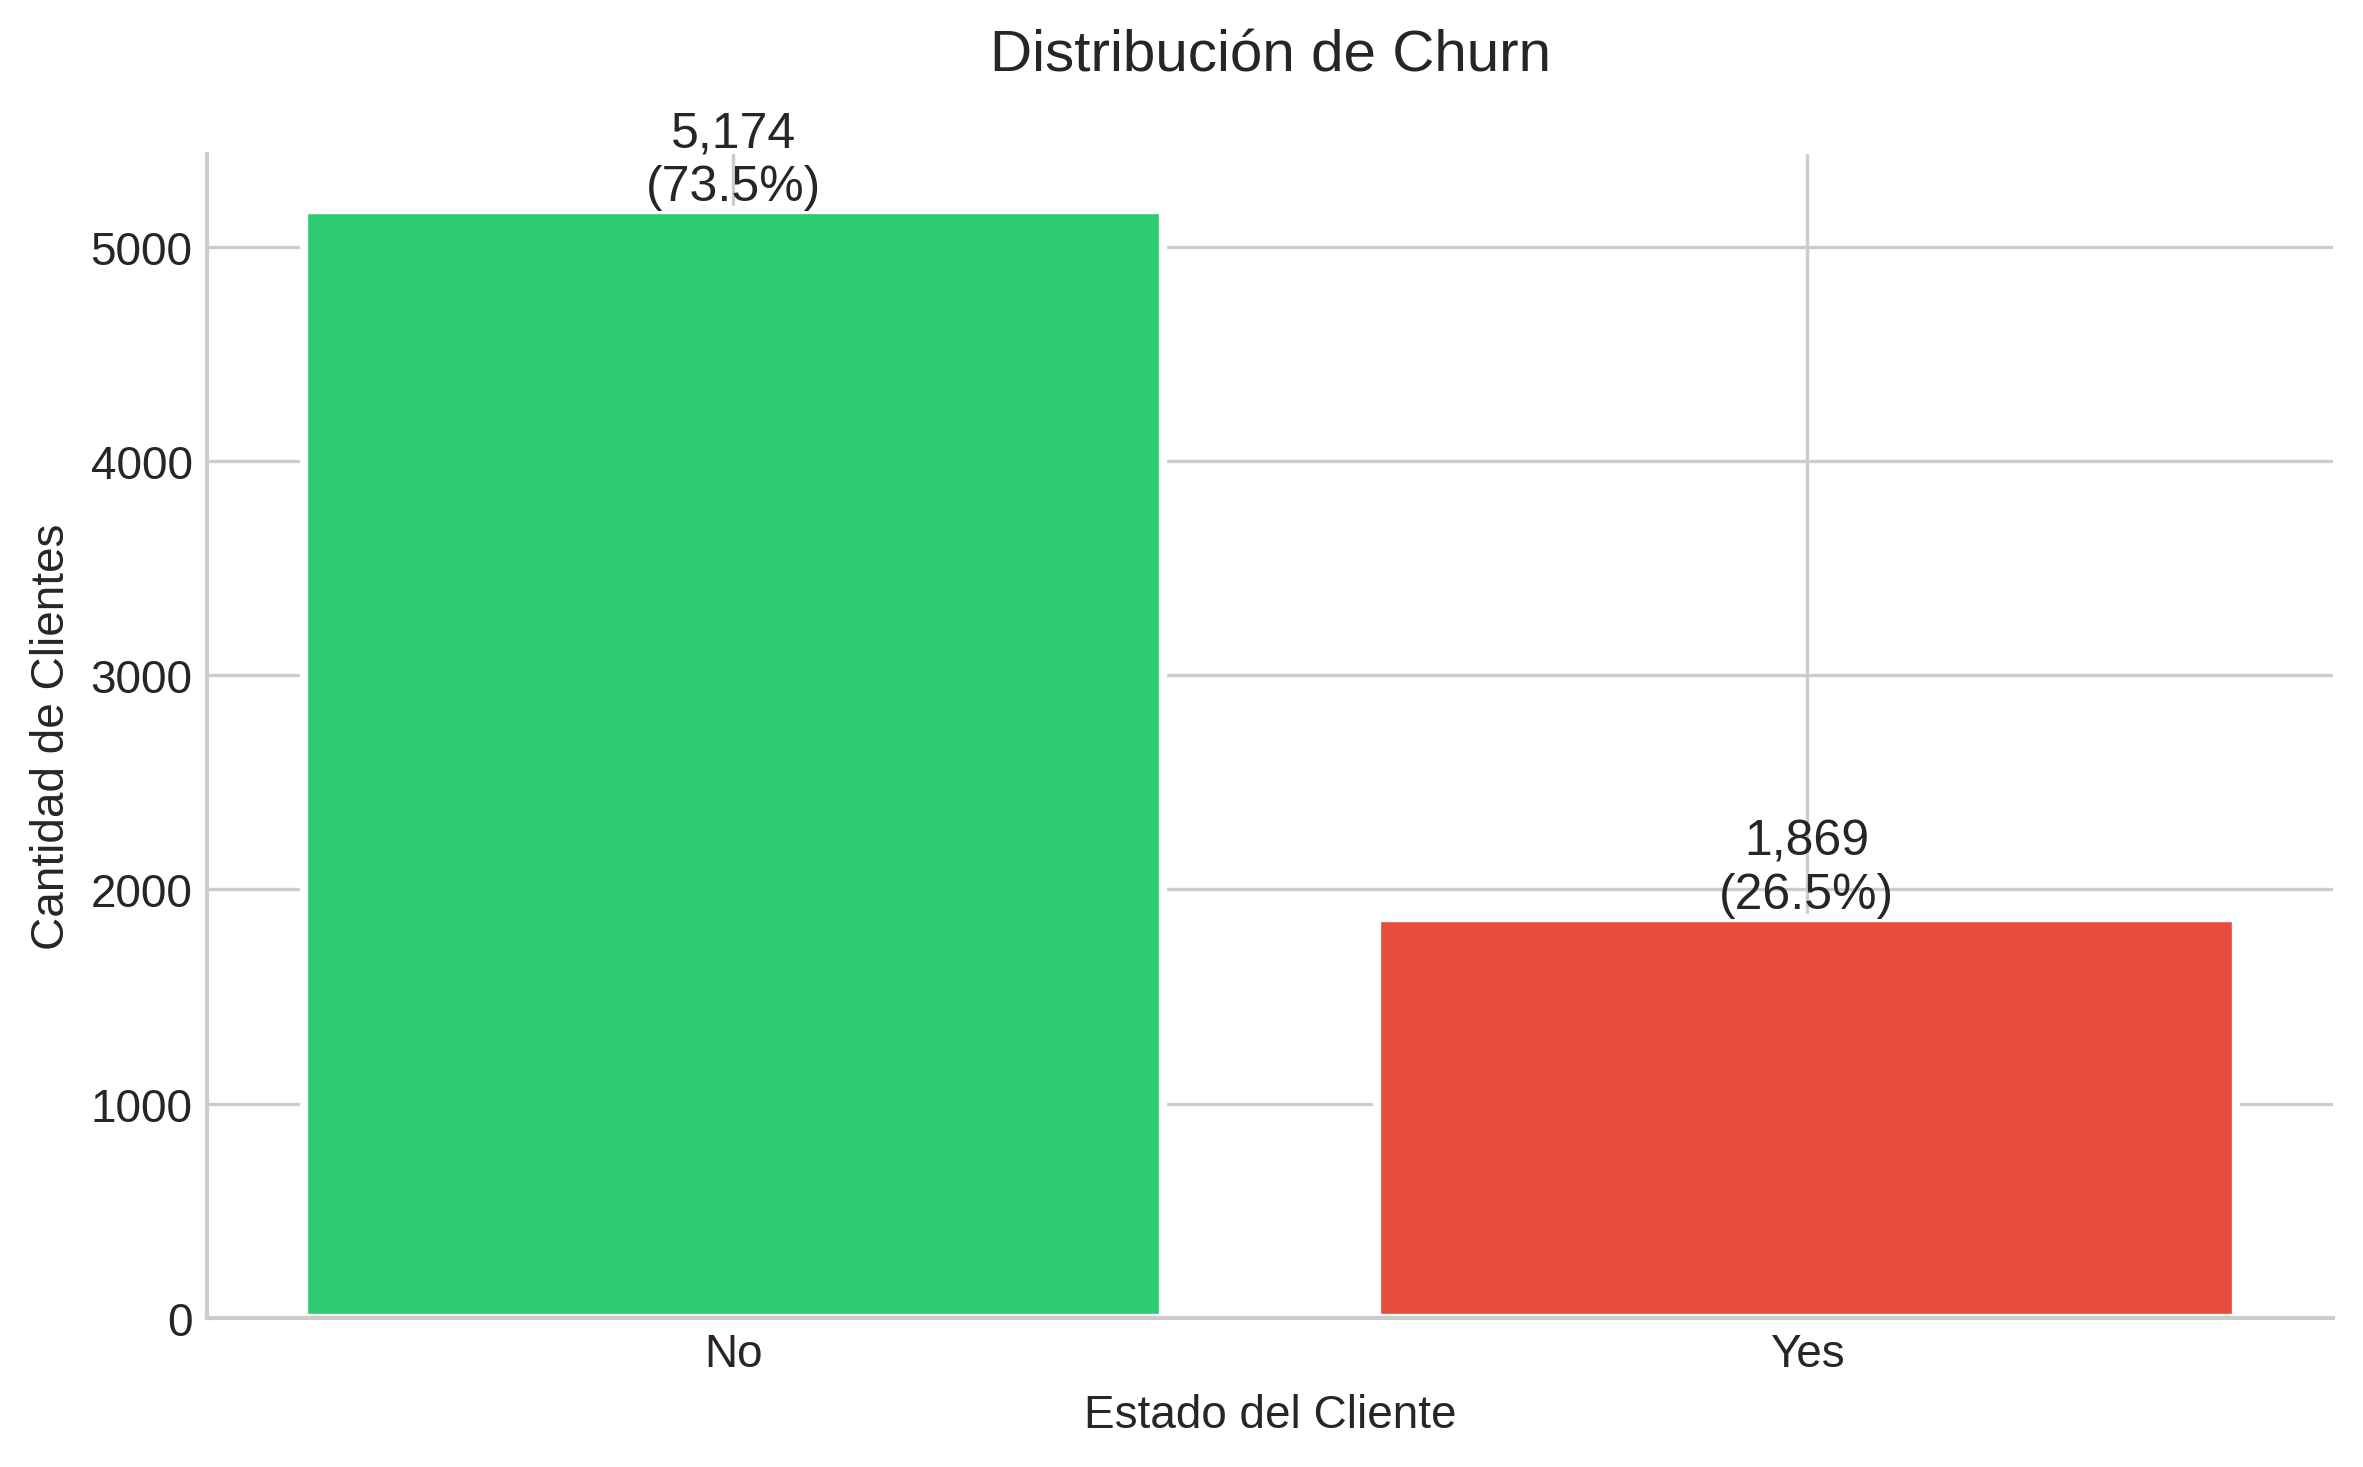 Distribución de Churn
5,174
(73.5%)
5000
4000
3000
2000
1000
0
Cantidad de Clientes
1,869
(26.5%)
No
Yes
Estado del Cliente